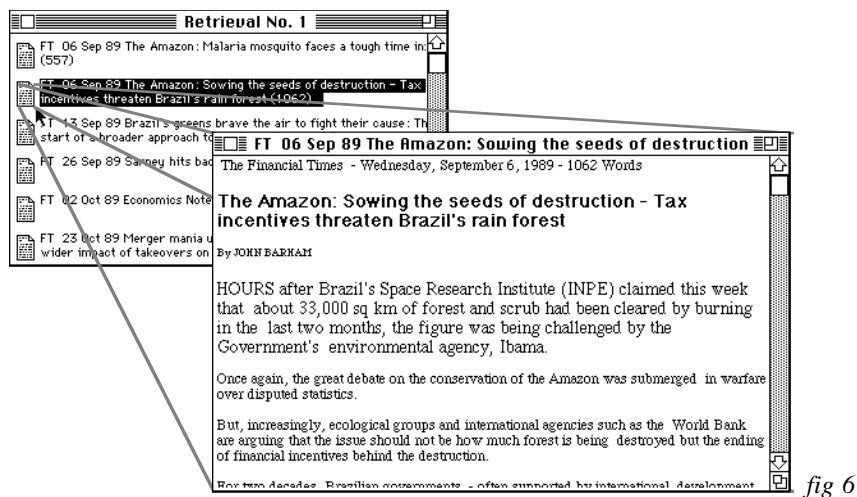 Retrieval No. 1
FT 06 Sep 89 The Amazon: Malaria mosquito faces a tough time in:
(557)
FT 06 Sep 89 The Amazon: Sowing the seeds of destruction - Tax
incentives threaten Brazil's rain forest (1062)
FT 13 Sep 89 Brazil's greens brave the air to fight their cause: Th
start of a broader approach to
FT 26 Sep 89 Sarney hits bac
FT 02 Oct 89 Economics Note
FT 23 Oct 89 Merger mania u
wider impact of takeovers on
FT 06 Sep 89 The Amazon: Sowing the seeds of destruction
The Financial Times - Wednesday, September 6, 1989 - 1062 Words
The Amazon: Sowing the seeds of destruction - Tax
incentives threaten Brazil's rain forest
By JOHN BARHAM
HOURS after Brazil's Space Research Institute (INPE) claimed this week
that about 33,000 sq km of forest and scrub had been cleared by burning
in the last two months, the figure was being challenged by the
Government's environmental agency, Ibama.
Once again, the great debate on the conservation of the Amazon was submerged in warfare
over disputed statistics.
But, increasingly, ecological groups and international agencies such as the World Bank
are arguing that the issue should not be how much forest is being destroyed but the ending
of financial incentives behind the destruction.
For two decades, Brazilian governments - often supported by international development
fig 6